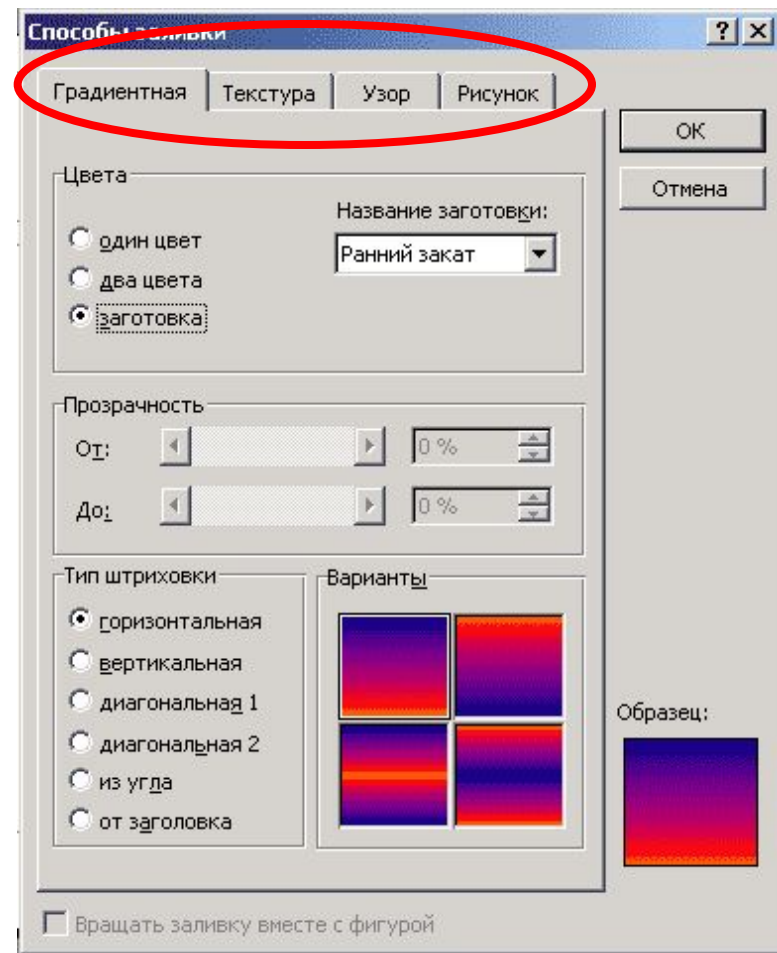 Способы заливки
Градиентная Текстура Узор Рисунок
ОК
Отмена
Цвета
один цвет
два цвета
заготовка
Название заготовки:
Ранний закат
Прозрачность
От: 0 %
До: 0 %
Тип штриховки
горизонтальная
вертикальная
диагональная 1
диагональная 2
из угла
от заголовка
Варианты
Образец:
Вращать заливку вместе с фигурой